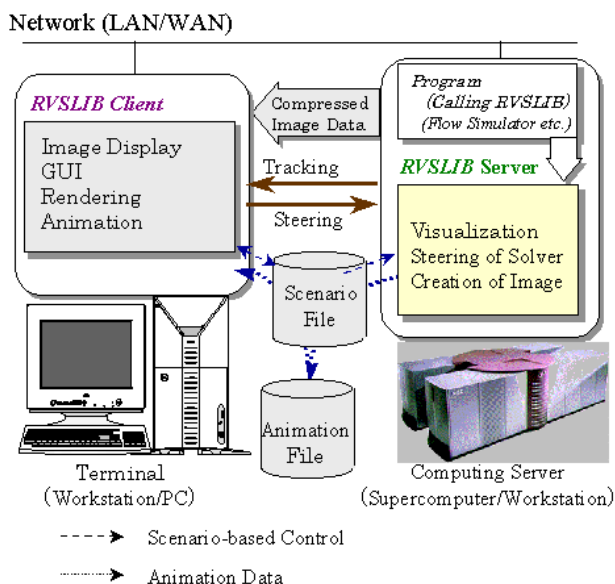 Network (LAN/WAN)
RVSLIB Client
Image Display
GUI
Rendering
Animation
Compressed
Image Data
Tracking
Steering
Program
(Calling RVSLIB)
(Flow Simulator etc.)
RVSLIB Server
Visualization
Steering of Solver
Creation of Image
Scenario
File
Animation
File
Terminal
(Workstation/PC)
Computing Server
(Supercomputer/Workstation)
Scenario-based Control
Animation Data